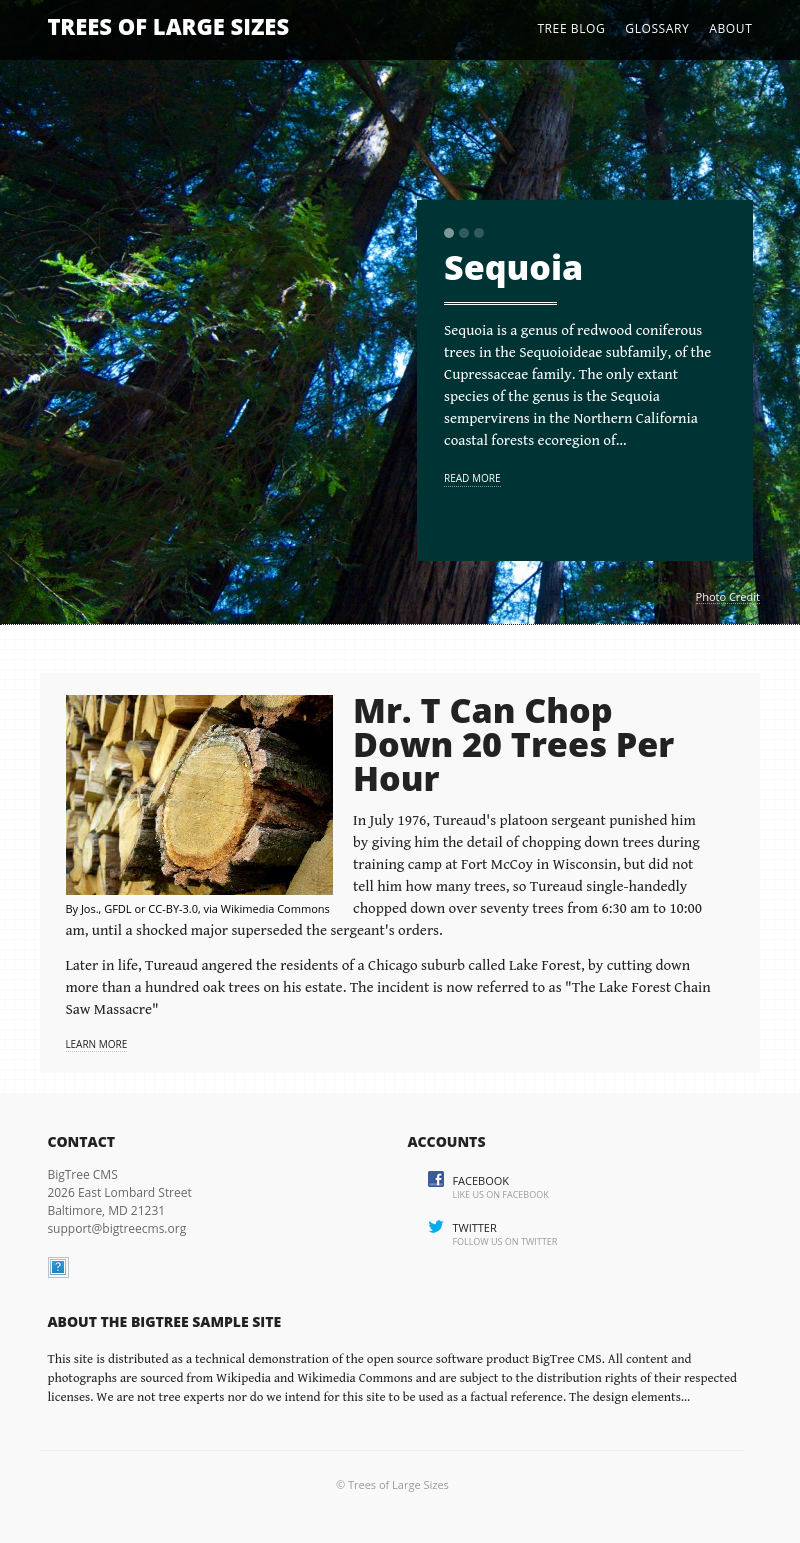 TREES OF LARGE SIZES
TREE BLOG GLOSSARY ABOUT
Sequoia
Sequoia is a genus of redwood coniferous
trees in the Sequoioideae subfamily, of the
Cupressaceae family. The only extant
species of the genus is the Sequoia
sempervirens in the Northern California
coastal forests ecoregion of...
READ MORE
Photo Credit
Mr. T Can Chop
Down 20 Trees Per
Hour
In July 1976, Tureaud's platoon sergeant punished him
by giving him the detail of chopping down trees during
training camp at Fort McCoy in Wisconsin, but did not
tell him how many trees, so Tureaud single-handedly
By Jos., GFDL or CC-BY-3.0, via Wikimedia Commons
chopped down over seventy trees from 6:30 am to 10:00
am, until a shocked major superseded the sergeant's orders.
Later in life, Tureaud angered the residents of a Chicago suburb called Lake Forest, by cutting down
more than a hundred oak trees on his estate. The incident is now referred to as "The Lake Forest Chain
Saw Massacre"
LEARN MORE
CONTACT
BigTree CMS
2026 East Lombard Street
Baltimore, MD 21231
support@bigtreecms.org
?
ACCOUNTS
FACEBOOK
LIKE US ON FACEBOOK
TWITTER
FOLLOW US ON TWITTER
ABOUT THE BIGTREE SAMPLE SITE
This site is distributed as a technical demonstration of the open source software product BigTree CMS. All content and
photographs are sourced from Wikipedia and Wikimedia Commons and are subject to the distribution rights of their respected
licenses. We are not tree experts nor do we intend for this site to be used as a factual reference. The design elements...
© Trees of Large Sizes